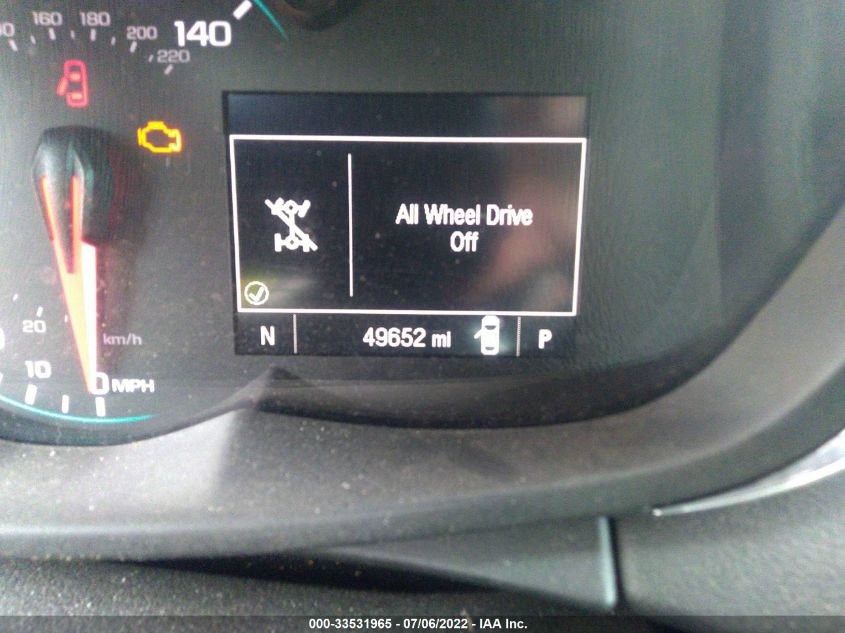 160 180
200
220
140
All Wheel Drive
Off
N 49652 mi P
20
km/h
10
0 MPH
000-33531965 - 07/06/2022 - IAA Inc.